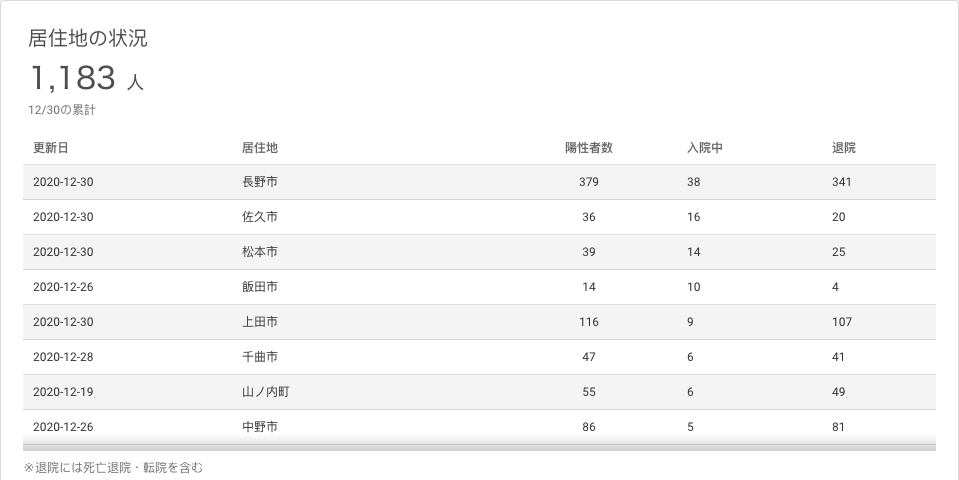 居住地の状況
1,183 人
12/30の累計
更新日 居住地 陽性者数 入院中 退院
2020-12-30 長野市 379 38 341
2020-12-30 佐久市 36 16 20
2020-12-30 松本市 39 14 25
2020-12-26 飯田市 14 10 4
2020-12-30 上田市 116 9 107
2020-12-28 千曲市 47 6 41
2020-12-19 山ノ内町 55 6 49
2020-12-26 中野市 86 5 81
※退院には死亡退院・転院を含む